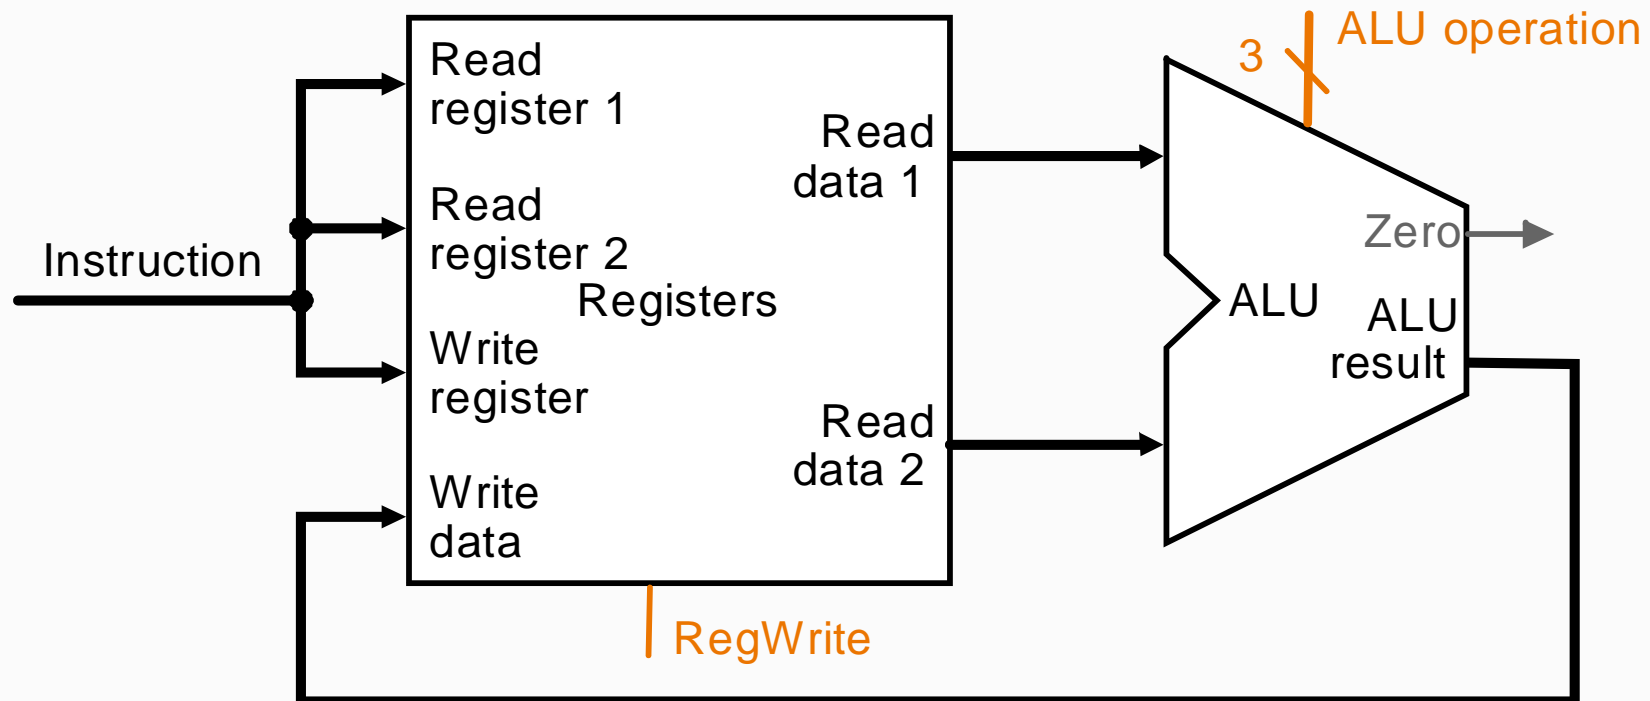 Instruction
Read
register 1
Read
register 2
Registers
Write
register
Write
data
Read
data 1
Read
data 2
RegWrite
3
ALU operation
Zero
ALU
ALU
result